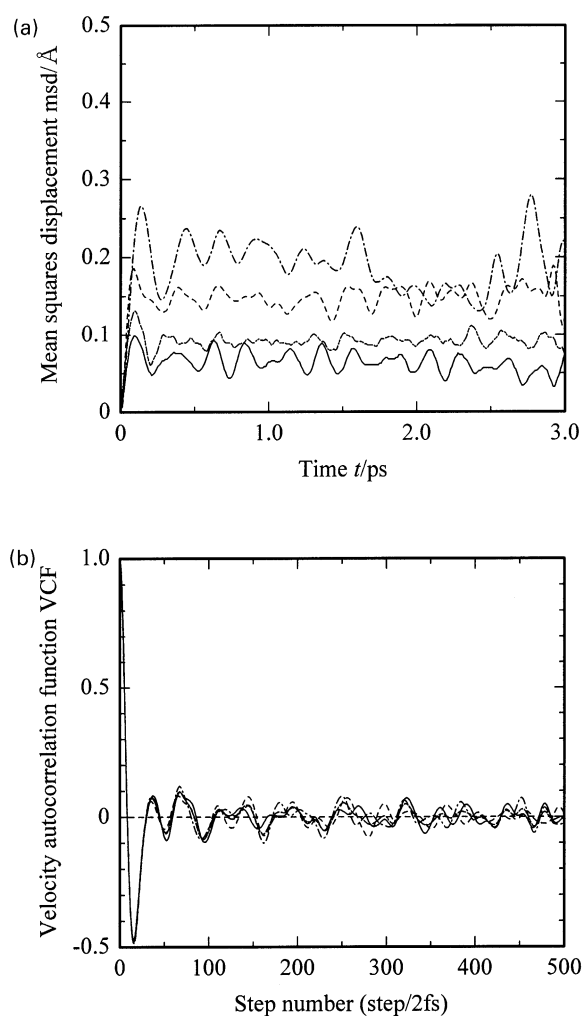 (a)
Mean squares displacement msd/Å
0.5
0.4
0.3
0.2
0.1
0
0 1.0 2.0 3.0
Time t/ps
(b)
Velocity autocorrelation function VCF
1.0
0.5
0
-0.5
0 100 200 300 400 500
Step number (step/2fs)